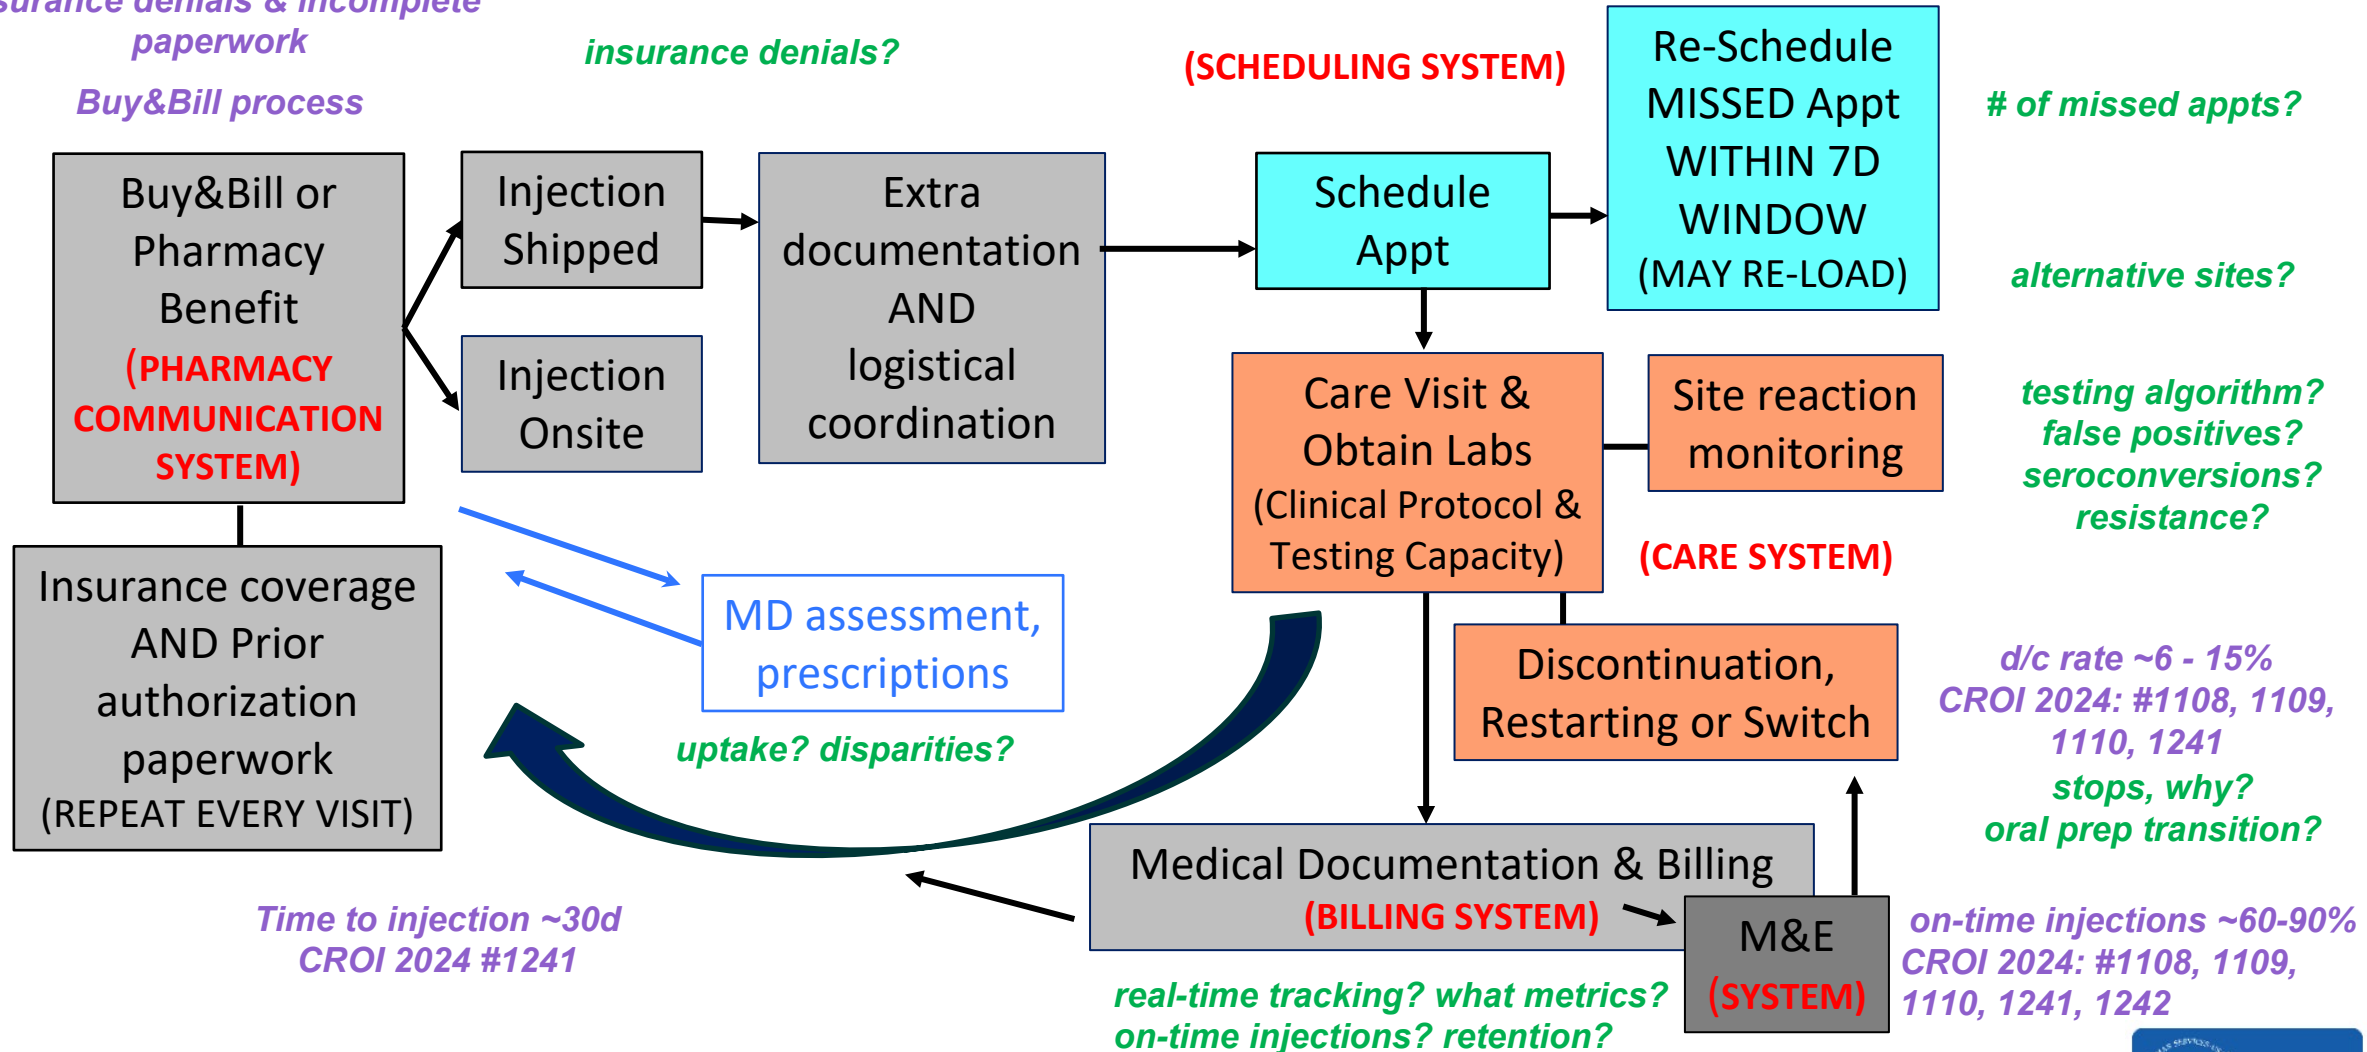 surance denials & incomplete
paperwork
Buy&Bill process
insurance denials?
(SCHEDULING SYSTEM)
Re-Schedule
MISSED Appt
WITHIN 7D
WINDOW
(MAY RE-LOAD)
# of missed appts?
alternative sites?
Buy&Bill or
Pharmacy
Benefit
(PHARMACY
COMMUNICATION
SYSTEM)
Injection
Shipped
Injection
Onsite
Extra
documentation
AND
logistical
coordination
Schedule
Appt
Care Visit &
Obtain Labs
(Clinical Protocol &
Testing Capacity)
Site reaction
monitoring
testing algorithm?
false positives?
seroconversions?
resistance?
(CARE SYSTEM)
Insurance coverage
AND Prior
authorization
paperwork
(REPEAT EVERY VISIT)
MD assessment,
prescriptions
uptake? disparities?
Discontinuation,
Restarting or Switch
d/c rate ~6 - 15%
CROI 2024: #1108, 1109,
1110, 1241
stops, why?
oral prep transition?
Medical Documentation & Billing
(BILLING SYSTEM)
M&E
(SYSTEM)
on-time injections ~60-90%
CROI 2024: #1108, 1109,
1110, 1241, 1242
Time to injection ~30d
CROI 2024 #1241
real-time tracking? what metrics?
on-time injections? retention?